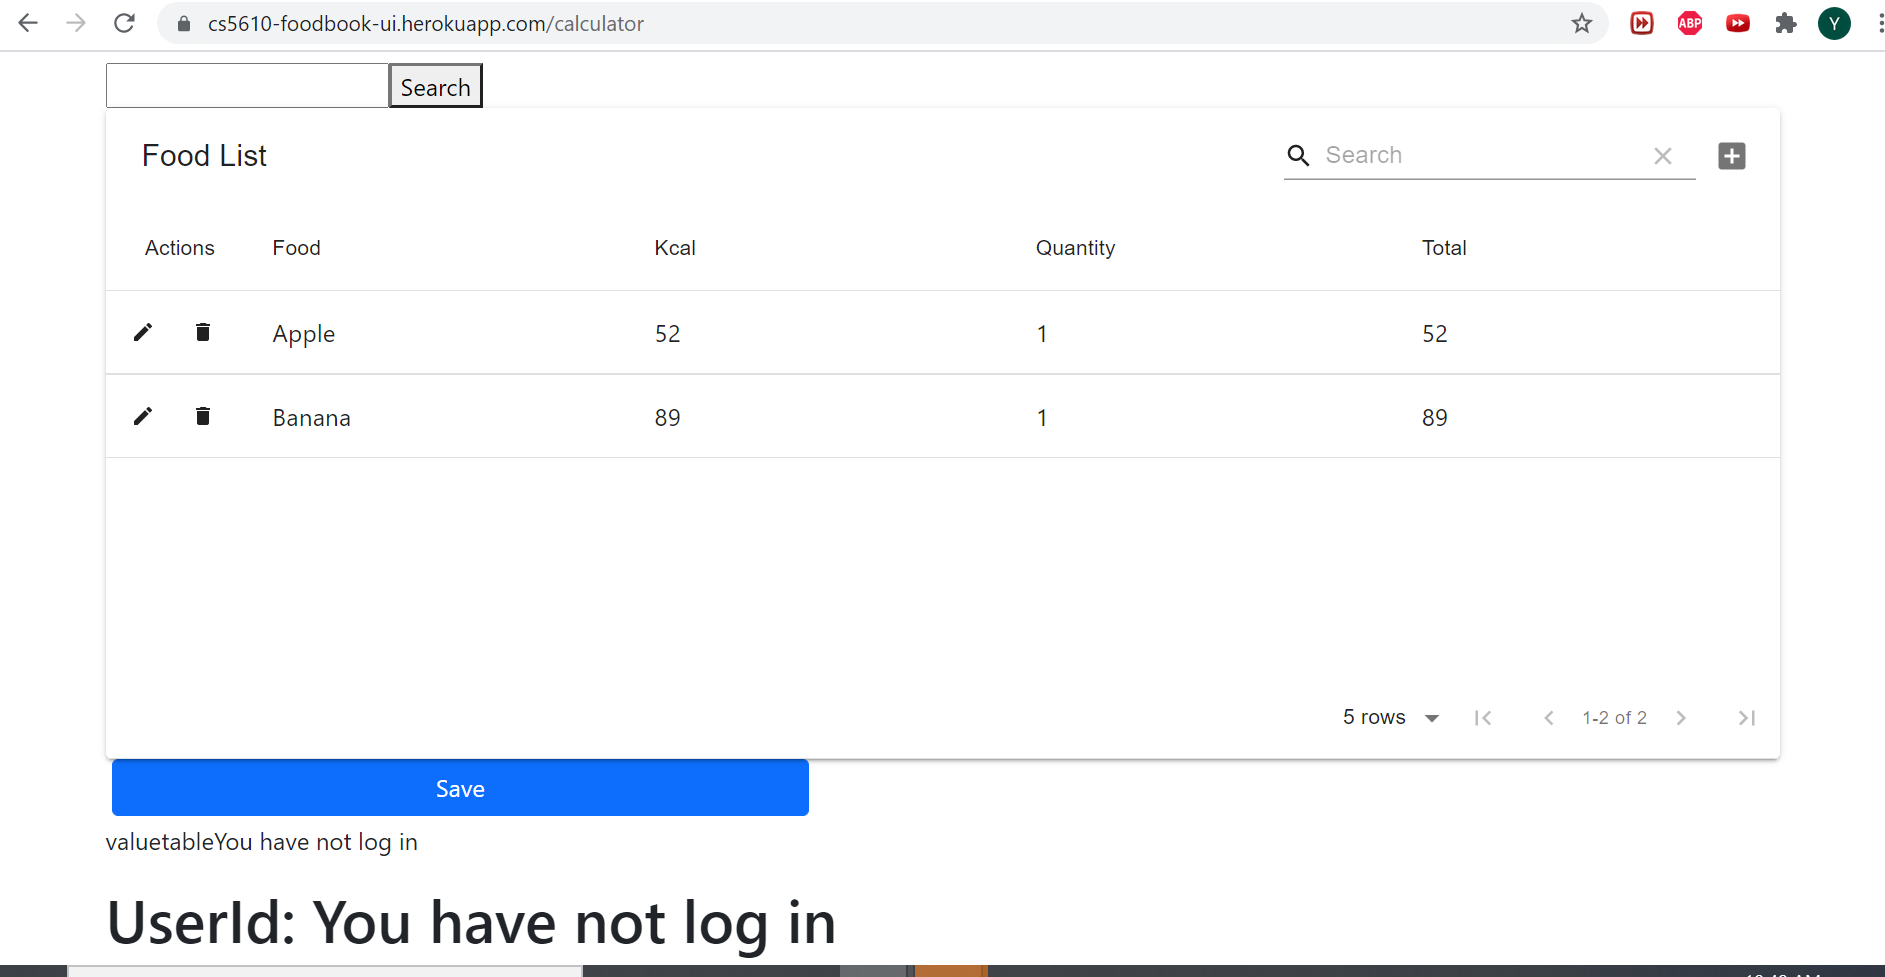 cs5610-foodbook-ui.herokuapp.com/calculator
ABP
Y
Search
Food List
Search
Actions Food Kcal Quantity Total
Apple 52 1 52
Banana 89 1 89
5 rows 1-2 of 2
Save
valuetableYou have not log in
UserId: You have not log in